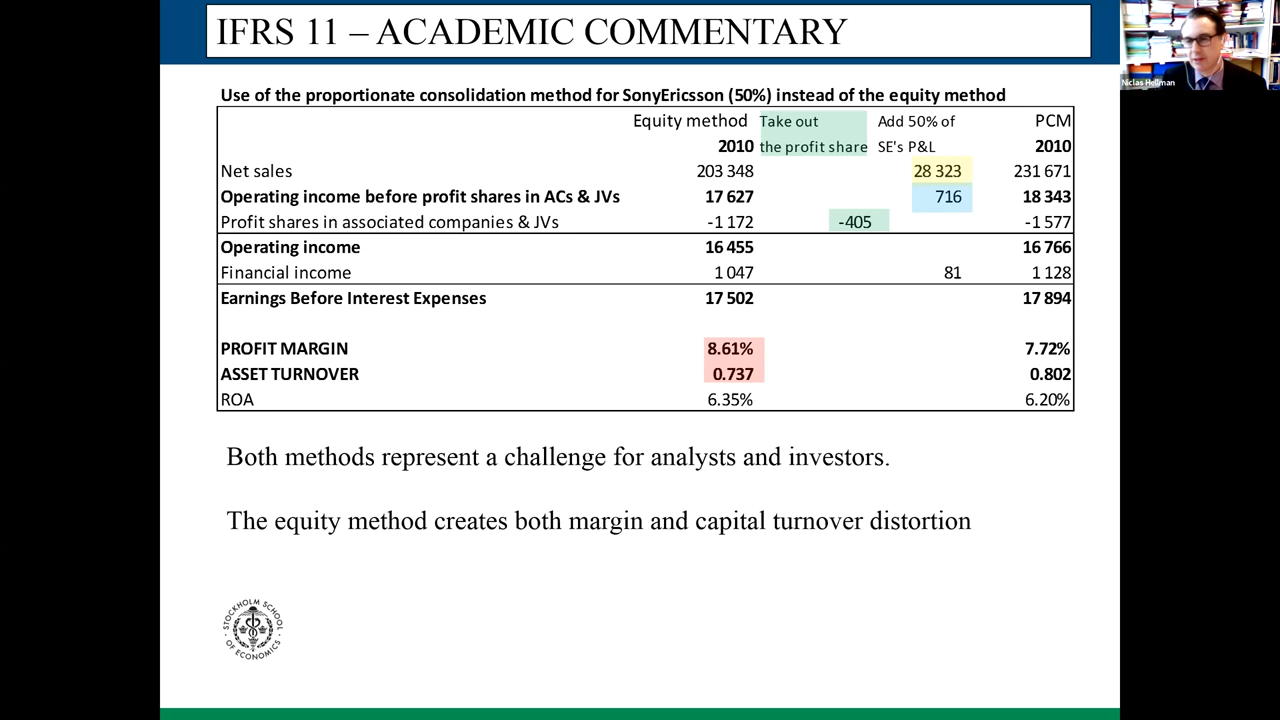 IFRS 11 – ACADEMIC COMMENTARY
Niclas Hellman
Use of the proportionate consolidation method for SonyEricsson (50%) instead of the equity method
Equity method Take out Add 50% of PCM
2010 the profit share SE's P&L 2010
Net sales 203 348 28 323 231 671
Operating income before profit shares in ACs & JVs 17 627 716 18 343
Profit shares in associated companies & JVs -1 172 -405 -1 577
Operating income 16 455 16 766
Financial income 1 047 81 1 128
Earnings Before Interest Expenses 17 502 17 894
PROFIT MARGIN 8.61% 7.72%
ASSET TURNOVER 0.737 0.802
ROA 6.35% 6.20%
Both methods represent a challenge for analysts and investors.
The equity method creates both margin and capital turnover distortion
STOCKHOLM SCHOOL
OF ECONOMICS